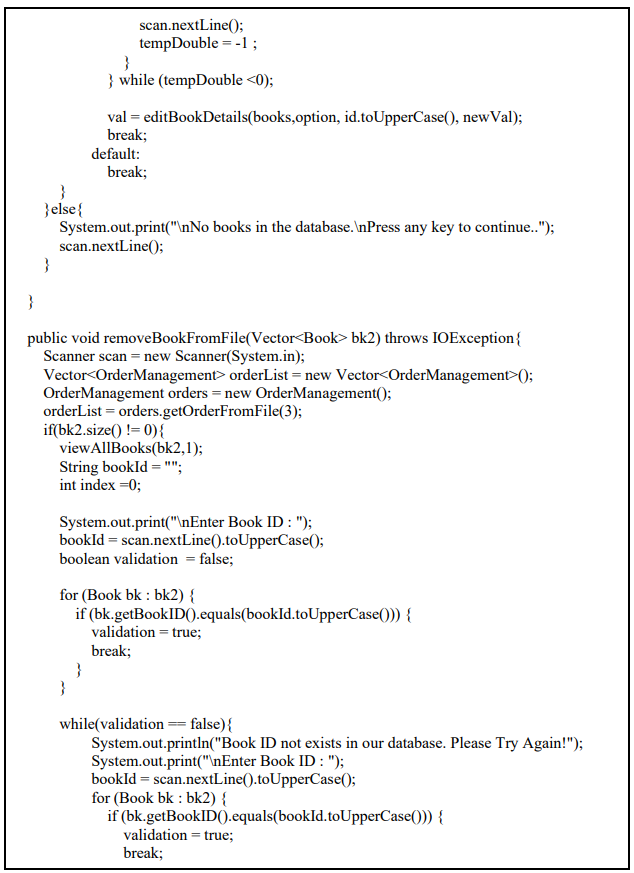 scan.nextLine();
tempDouble = -1 ;
}
} while (tempDouble <0);
val = editBookDetails(books,option, id.toUpperCase(), newVal);
break;
default:
break;
}
}else{
System.out.print("\nNo books in the database.\nPress any key to continue..");
scan.nextLine();
}
}
public void removeBookFromFile(Vector<Book> bk2) throws IOException{
Scanner scan = new Scanner(System.in);
Vector<OrderManagement> orderList = new Vector<OrderManagement>();
OrderManagement orders = new OrderManagement();
orderList = orders.getOrderFromFile(3);
if(bk2.size() != 0){
viewAllBooks(bk2,1);
String bookId = "";
int index =0;
System.out.print("\nEnter Book ID : ");
bookId = scan.nextLine().toUpperCase();
boolean validation  = false;
for (Book bk : bk2) {
if (bk.getBookID().equals(bookId.toUpperCase())) {
validation = true;
break;
}
}
while(validation == false){
System.out.println("Book ID not exists in our database. Please Try Again!");
System.out.print("\nEnter Book ID : ");
bookId = scan.nextLine().toUpperCase();
for (Book bk : bk2) {
if (bk.getBookID().equals(bookId.toUpperCase())) {
validation = true;
break;